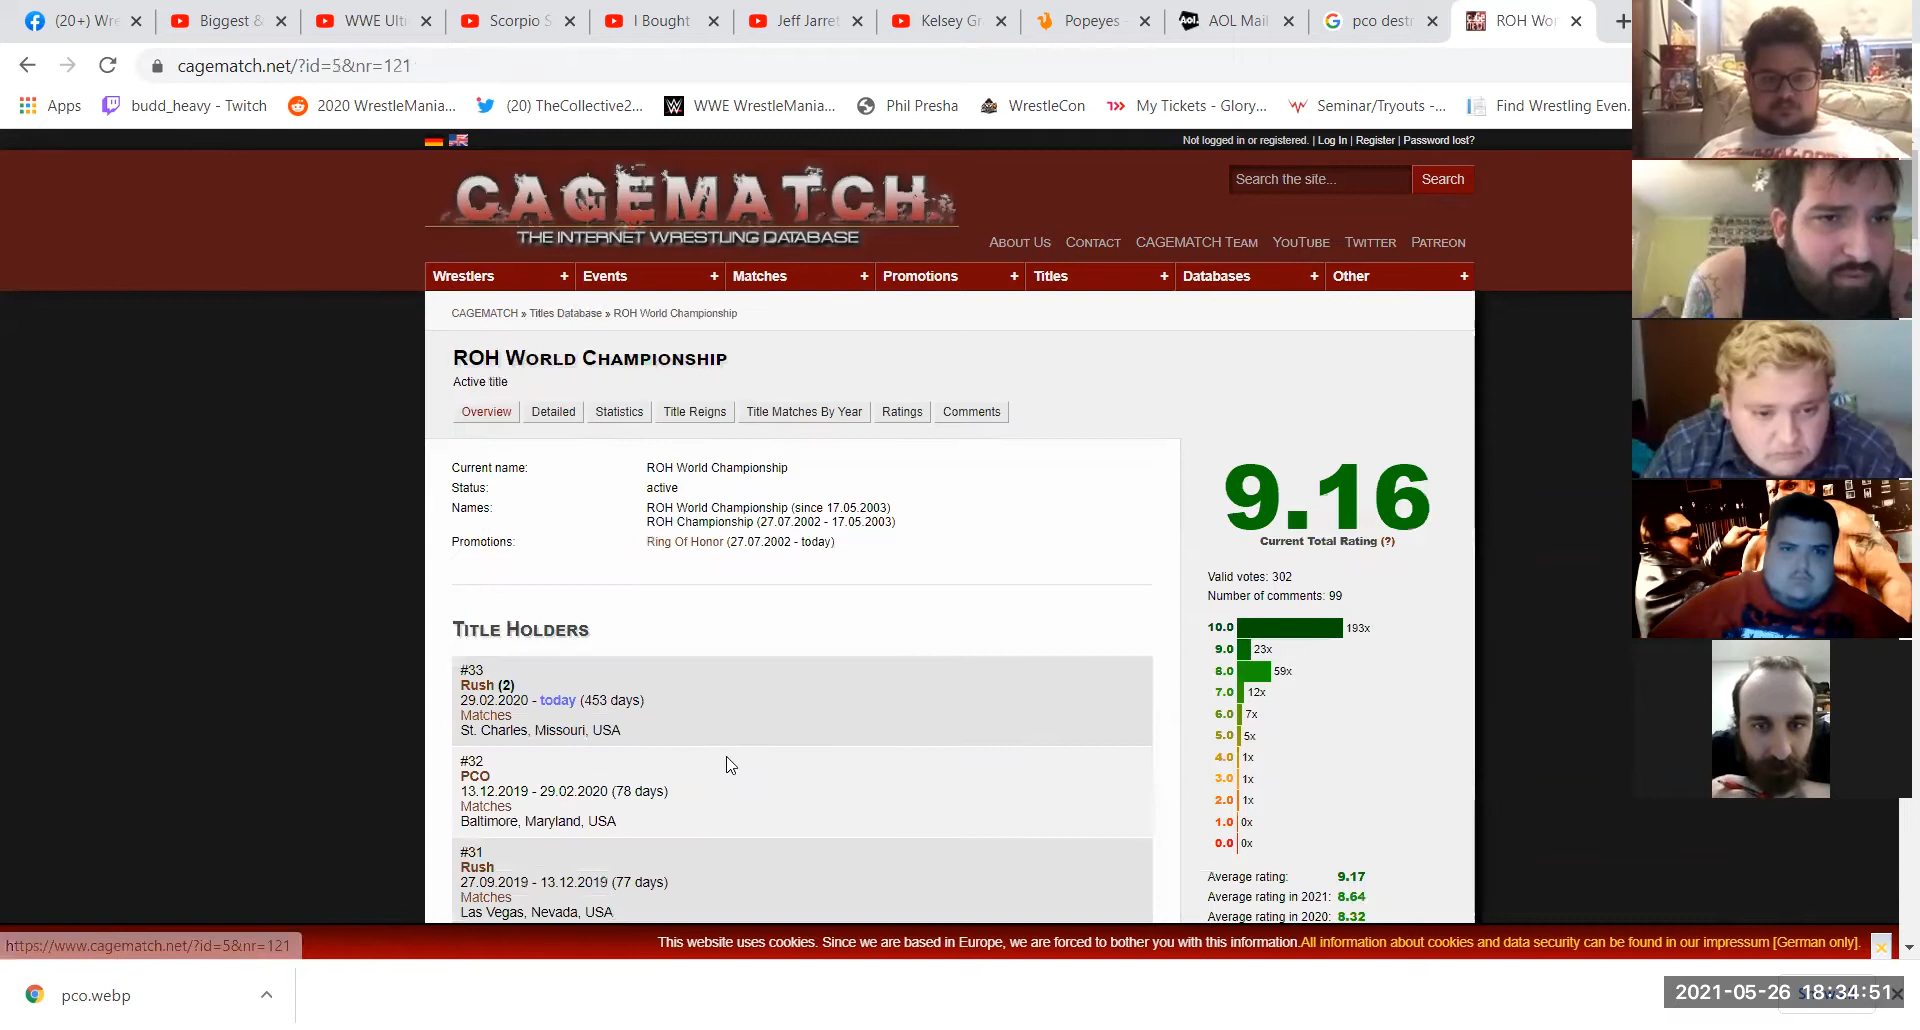 (20+) Wre
Biggest &
WWE Ulti
Scorpio S
I Bought
Jeff Jarret
Kelsey Gr
Popeyes -
AOL Mail
pco destr
ROH Wor
cagematch.net/?id=5&nr=121
Apps
budd_heavy - Twitch
2020 WrestleMania...
(20) TheCollective2...
WWE WrestleMania...
Phil Presha
WrestleCon
My Tickets - Glory...
Seminar/Tryouts -...
Find Wrestling Even.
Not logged in or registered. | Log In | Register | Password lost?
CAGEMATCH
THE INTERNET WRESTLING DATABASE
Search the site...
Search
About Us
Contact
CAGEMATCH Team
YouTube
Twitter
Patreon
Wrestlers +
Events +
Matches +
Promotions +
Titles +
Databases +
Other +
CAGEMATCH » Titles Database » ROH World Championship
ROH World Championship
Active title
Overview
Detailed
Statistics
Title Reigns
Title Matches By Year
Ratings
Comments
Current name: ROH World Championship
Status: active
Names: ROH World Championship (since 17.05.2003)
ROH Championship (27.07.2002 - 17.05.2003)
Promotions: Ring Of Honor (27.07.2002 - today)
Title Holders
#33
Rush (2)
29.02.2020 - today (453 days)
Matches
St. Charles, Missouri, USA
#32
PCO
13.12.2019 - 29.02.2020 (78 days)
Matches
Baltimore, Maryland, USA
#31
Rush
27.09.2019 - 13.12.2019 (77 days)
Matches
Las Vegas, Nevada, USA
9.16
Current Total Rating (?)
Valid votes: 302
Number of comments: 99
10.0 193x
9.0 23x
8.0 59x
7.0 12x
6.0 7x
5.0 5x
4.0 1x
3.0 1x
2.0 1x
1.0 0x
0.0 0x
Average rating: 9.17
Average rating in 2021: 8.64
Average rating in 2020: 8.32
https://www.cagematch.net/?id=5&nr=121
This website uses cookies. Since we are based in Europe, we are forced to bother you with this information.All information about cookies and data security can be found in our impressum [German only].
pco.webp
2021-05-26 18:34:51